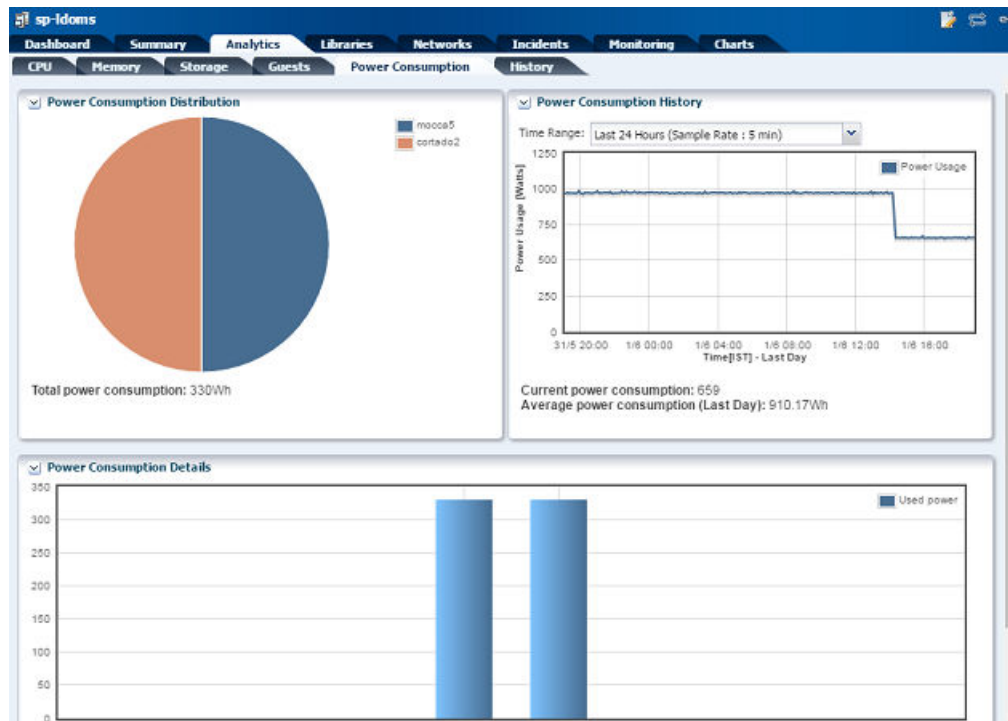 sp-ldoms
Dashboard Summary Analytics Libraries Networks Incidents Monitoring Charts
CPU Memory Storage Guests Power Consumption History
Power Consumption Distribution
mocca5
cortado2
Total power consumption: 330Wh
Power Consumption History
Time Range: Last 24 Hours (Sample Rate : 5 min)
Power Usage
1250
1000
750
500
250
0
Power Usage [Watts]
31/5 20:00 1/6 00:00 1/6 04:00 1/6 08:00 1/6 12:00 1/6 16:00
Time[IST] - Last Day
Current power consumption: 659
Average power consumption (Last Day): 910.17Wh
Power Consumption Details
Used power
350
300
250
200
150
100
50
0